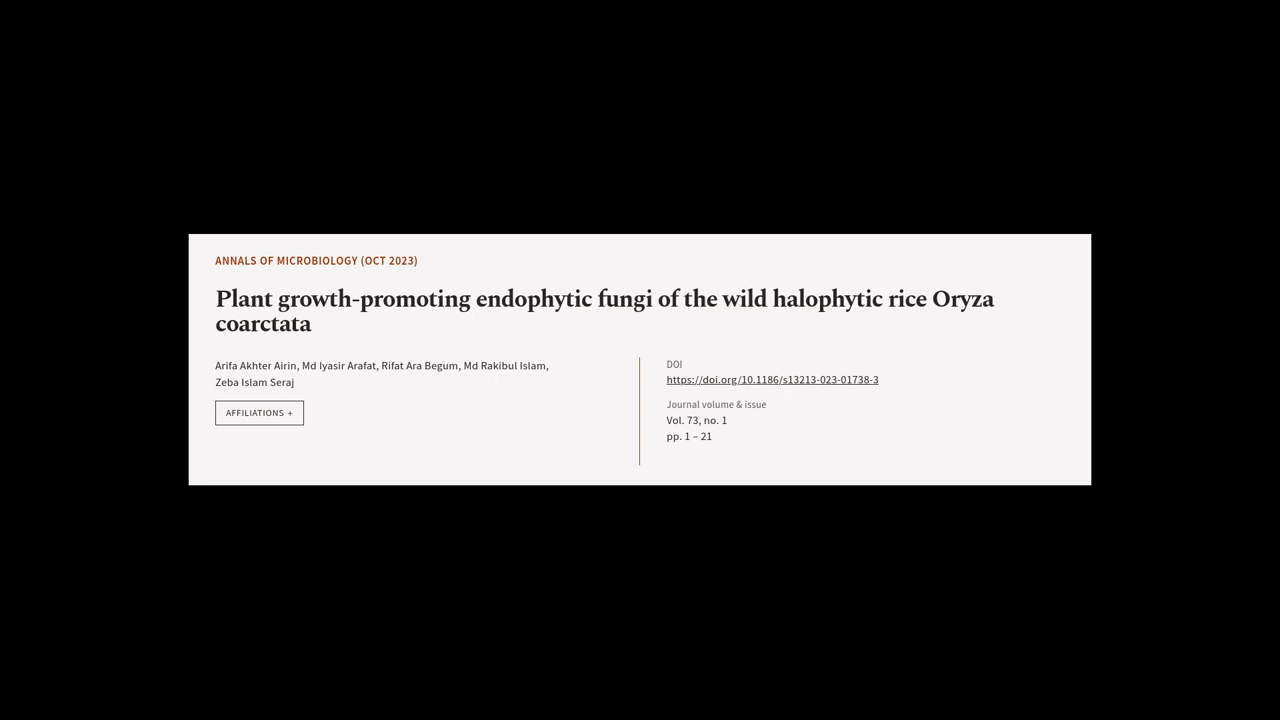 ANNALS OF MICROBIOLOGY (OCT 2023)
Plant growth-promoting endophytic fungi of the wild halophytic rice Oryza
coarctata
Arifa Akhter Airin, Md Iyasir Arafat, Rifat Ara Begum, Md Rakibul Islam,
Zeba Islam Seraj
AFFILIATIONS +
DOI
https://doi.org/10.1186/s13213-023-01738-3
Journal volume & issue
Vol. 73, no. 1
pp. 1 – 21